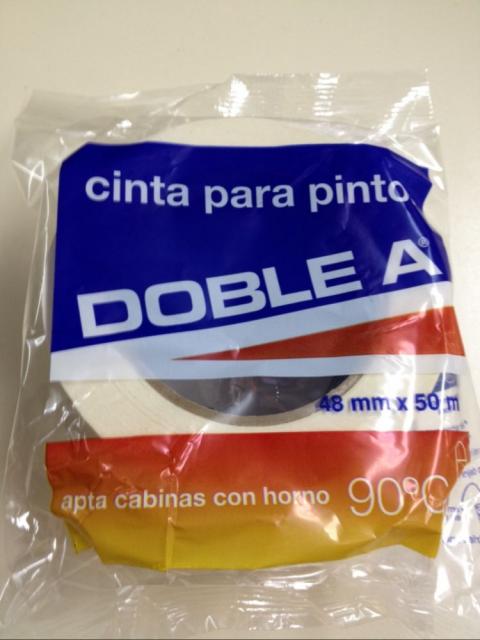 cinta para pinto
DOBLE A®
48 mm x 50 m
apta cabinas con horno 90°C